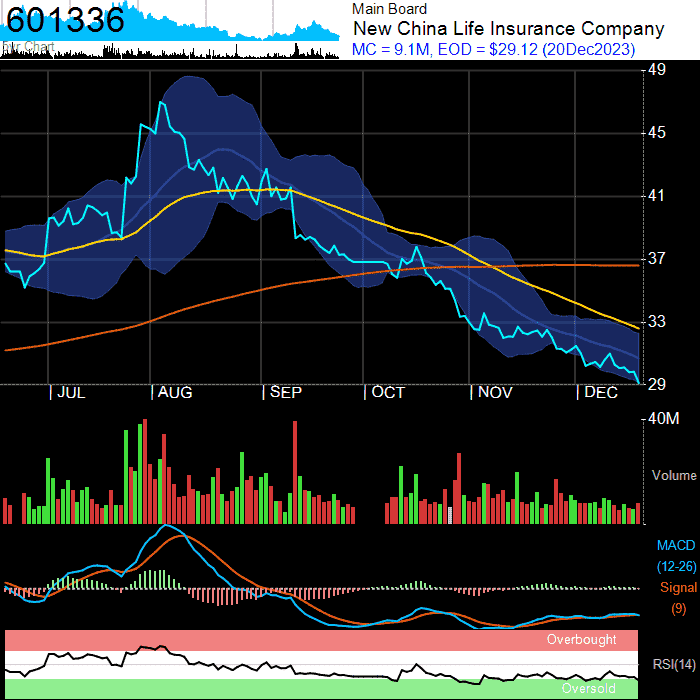 601336
5yr Chart
Main Board
New China Life Insurance Company
MC = 9.1M, EOD = $29.12 (20Dec2023)
49
45
41
37
33
29
JUL
AUG
SEP
OCT
NOV
DEC
40M
Volume
MACD
(12-26)
Signal
(9)
Overbought
RSI(14)
Oversold